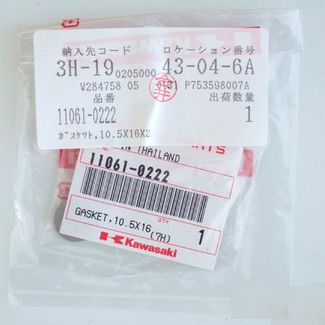 納入先コード ロケーション番号
3H-19 0205000 43-04-6A
W284758 05 0131 P753598007A
品番 出荷数量
11061-0222 1
ガスケツト,10.5X16X2
IN THAILAND
11061-0222
GASKET,10.5X16
(7H)
QTY
1
Kawasaki